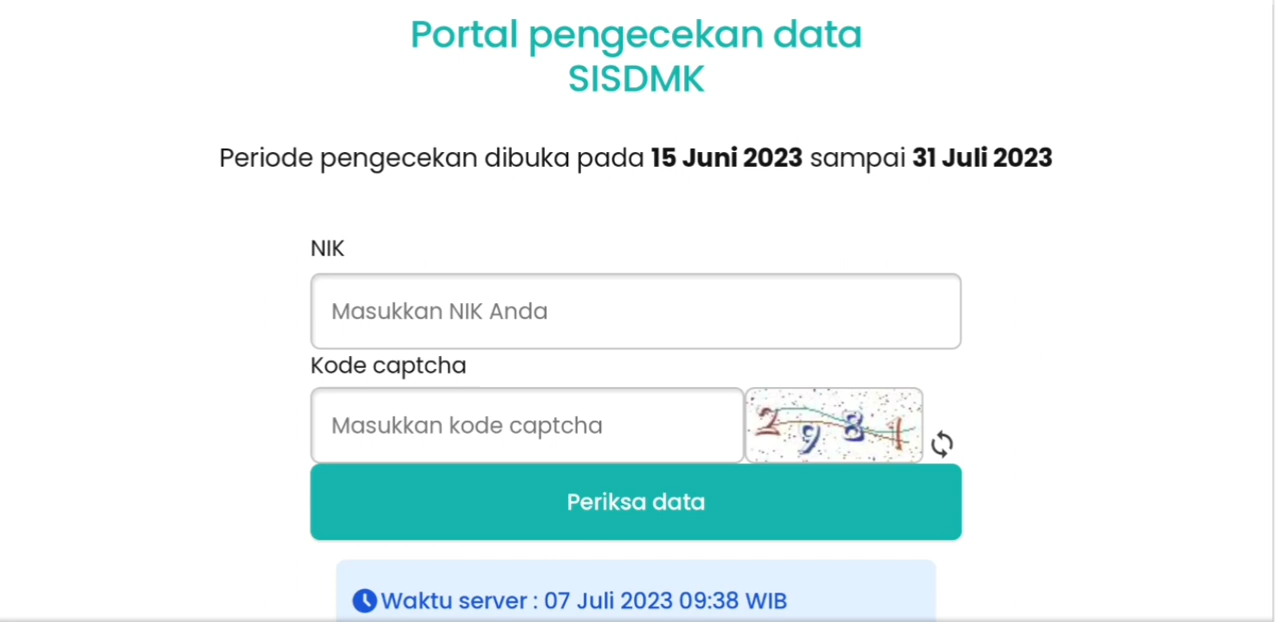 Portal pengecekan data
SISDMK
Periode pengecekan dibuka pada 15 Juni 2023 sampai 31 Juli 2023
NIK
Masukkan NIK Anda
Kode captcha
Masukkan kode captcha
2981
Periksa data
Waktu server : 07 Juli 2023 09:38 WIB